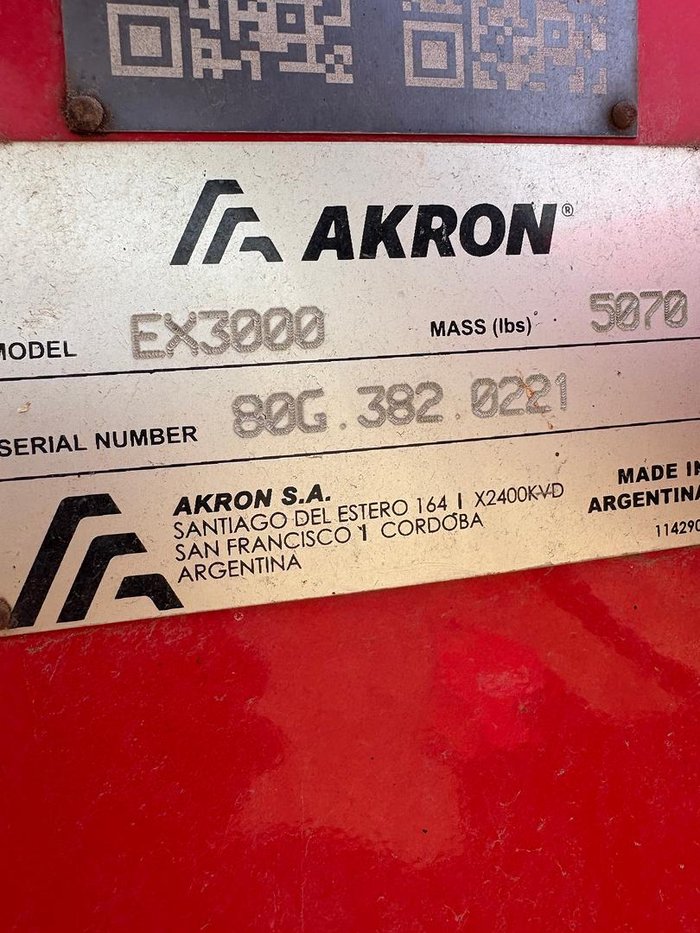 AKRON®
MODEL EX3000 MASS (lbs) 5070
SERIAL NUMBER 80G.382.0221
AKRON S.A.
SANTIAGO DEL ESTERO 164 | X2400KVD
SAN FRANCISCO | CORDOBA
ARGENTINA
MADE IN
ARGENTINA
114290